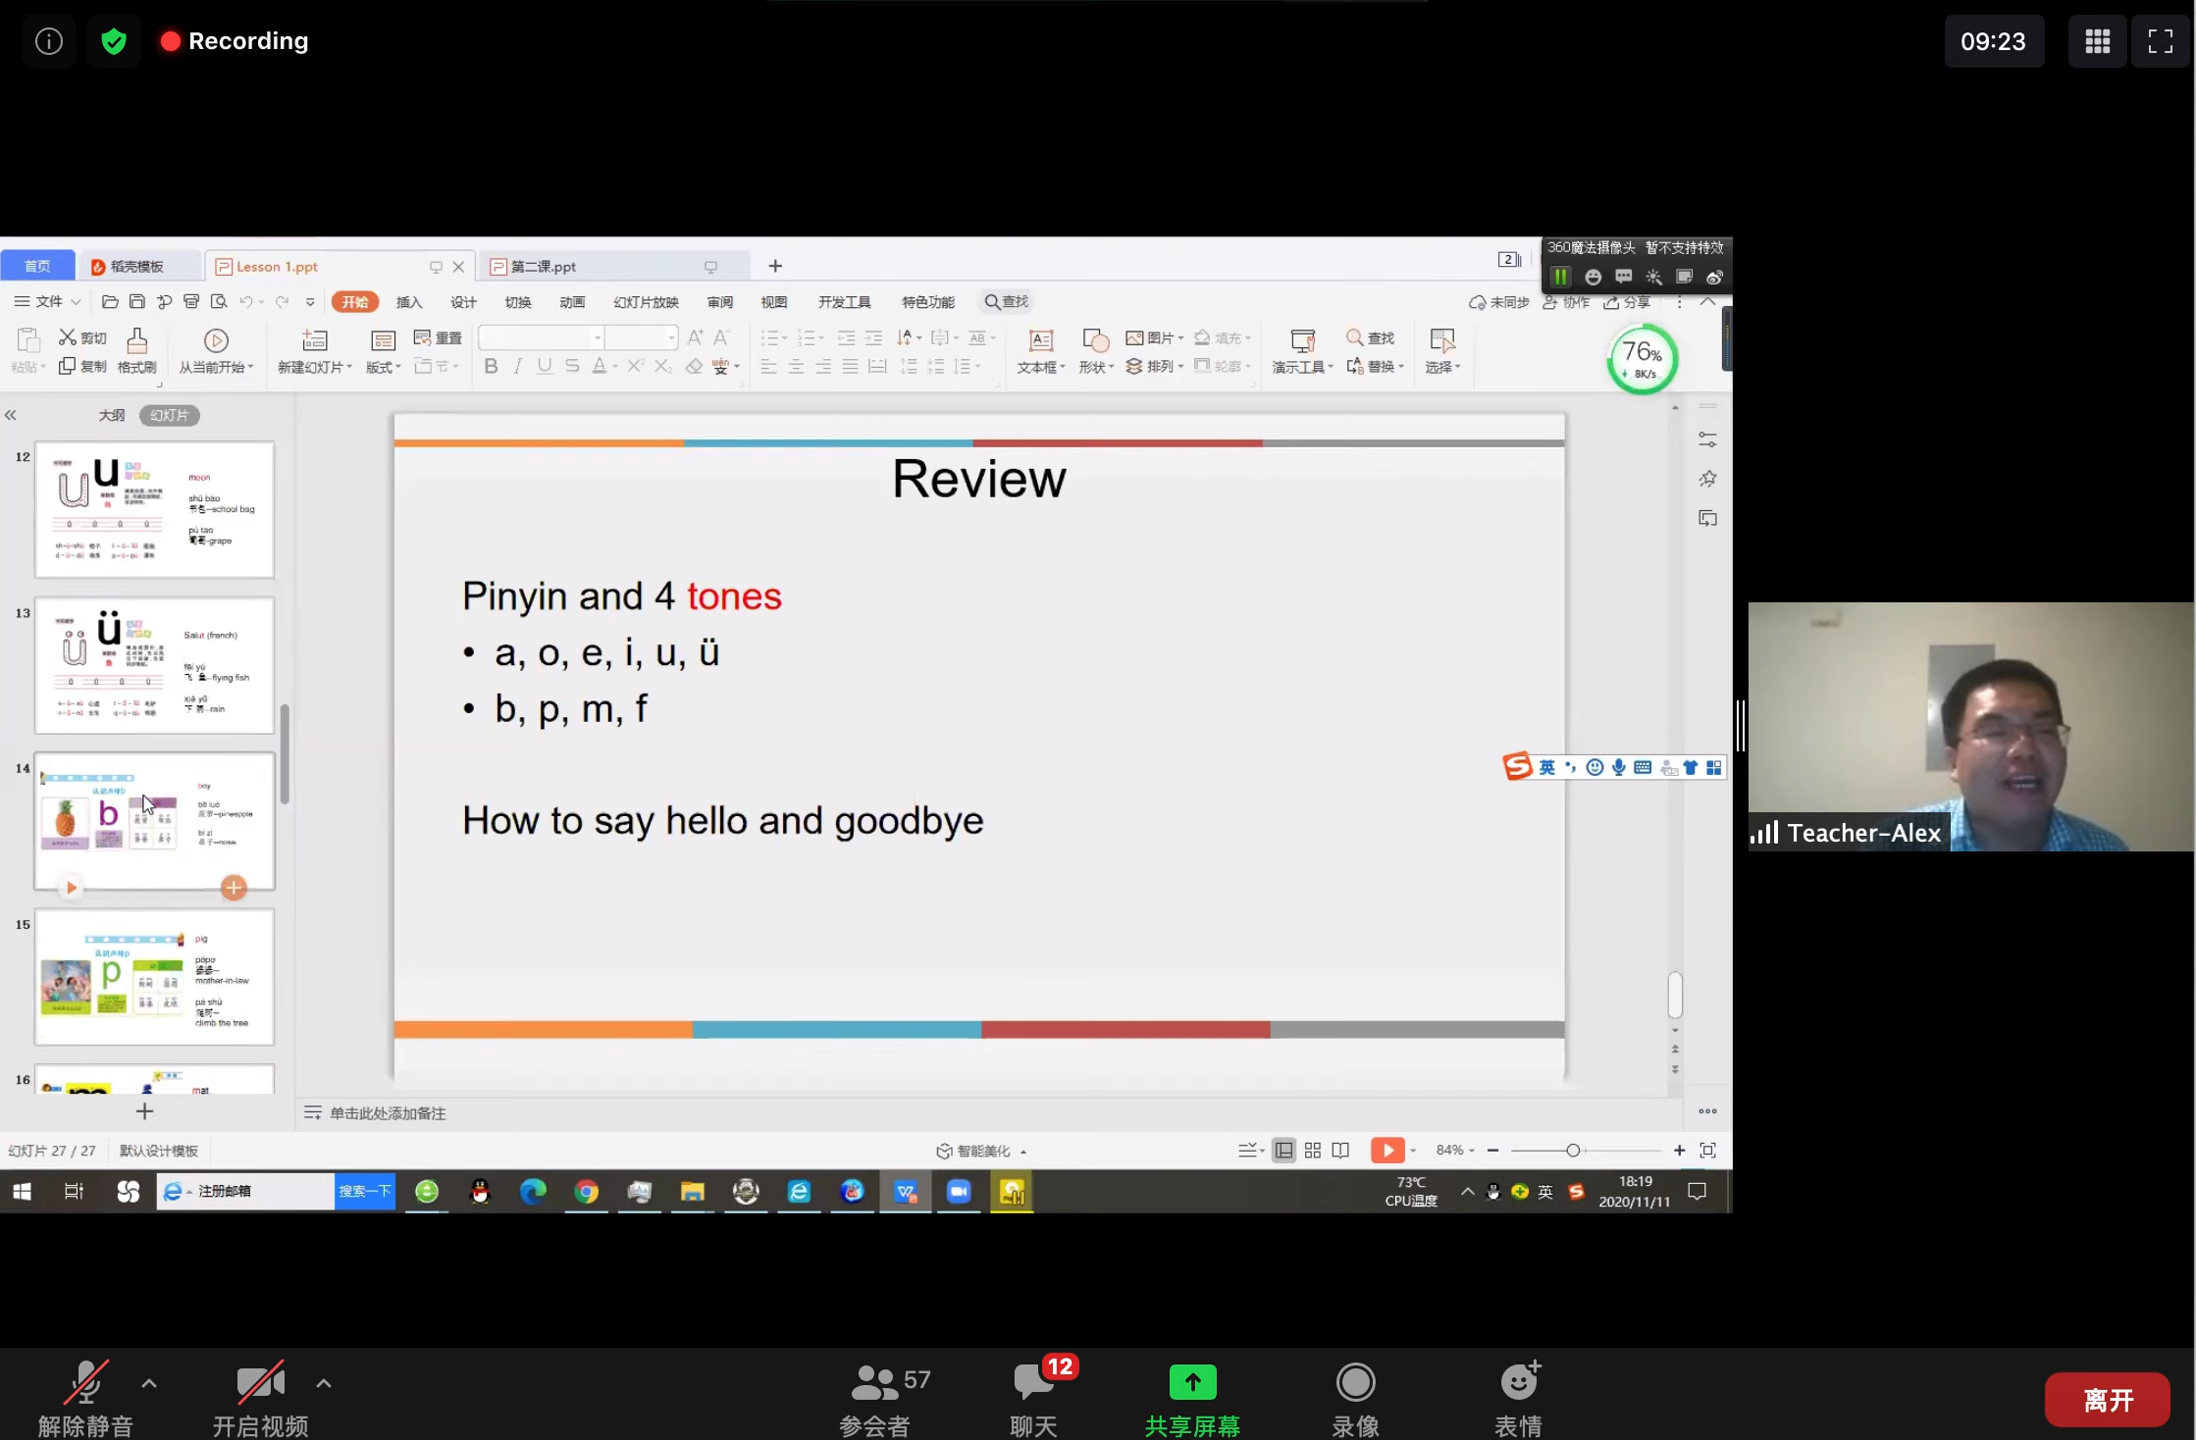 Recording
09:23
首页
稻壳模板
Lesson 1.ppt
第二课.ppt
2
360魔法摄像头 暂不支持特效
文件
开始
插入
设计
切换
动画
幻灯片放映
审阅
视图
开发工具
特色功能
查找
未同步
协作
分享
粘贴
剪切
复制
格式刷
从当前开始
新建幻灯片
版式
重置
节
文本框
形状
图片
排列
填充
轮廓
演示工具
查找
替换
选择
76%
8K/s
大纲
幻灯片
12
u
moon
shū bāo
书包--school bag
pú tao
葡萄-grape
13
ü
Salut (french)
fēi yú
飞 鱼--flying fish
xià yǔ
下 雨--rain
14
认识声母b
b
boy
bō luó
菠萝--pineapple
bí zi
鼻子--nose
15
认识声母p
p
pig
pópo
婆婆--
mother-in-law
pá shù
爬树--
climb the tree
16
mat
Review
Pinyin and 4 tones
• a, o, e, i, u, ü
• b, p, m, f
How to say hello and goodbye
英
Teacher-Alex
单击此处添加备注
幻灯片 27 / 27
默认设计模板
智能美化
84%
注册邮箱
搜索一下
73℃
CPU温度
英
18:19
2020/11/11
解除静音
开启视频
57
参会者
12
聊天
共享屏幕
录像
表情
离开